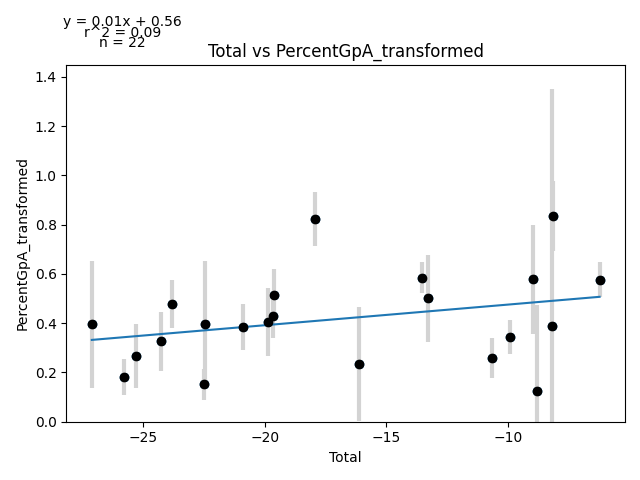 y = 0.01x + 0.56
r^2 = 0.09
n = 22
Total vs PercentGpA_transformed
1.4
1.2
1.0
0.8
0.6
0.4
0.2
0.0
PercentGpA_transformed
−25
−20
−15
−10
Total